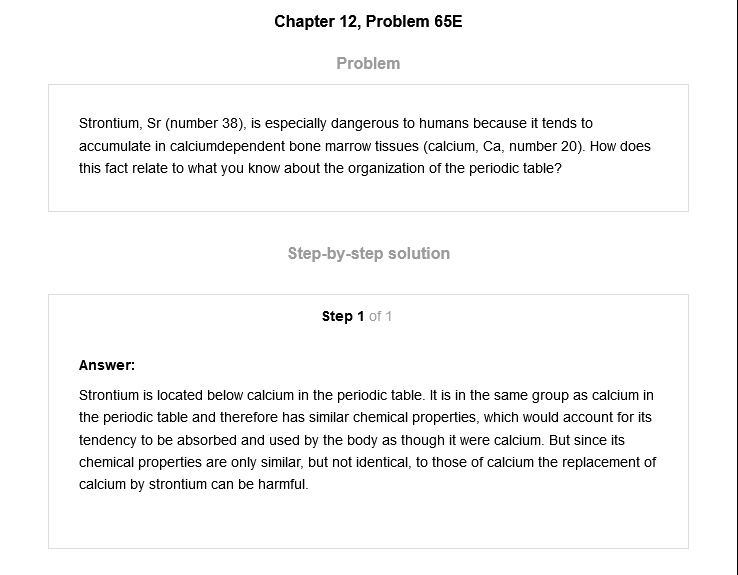 Chapter 12, Problem 65E
Problem
Strontium, Sr (number 38), is especially dangerous to humans because it tends to
accumulate in calciumdependent bone marrow tissues (calcium, Ca, number 20). How does
this fact relate to what you know about the organization of the periodic table?
Step-by-step solution
Step 1 of 1
Answer:
Strontium is located below calcium in the periodic table. It is in the same group as calcium in
the periodic table and therefore has similar chemical properties, which would account for its
tendency to be absorbed and used by the body as though it were calcium. But since its
chemical properties are only similar, but not identical, to those of calcium the replacement of
calcium by strontium can be harmful.